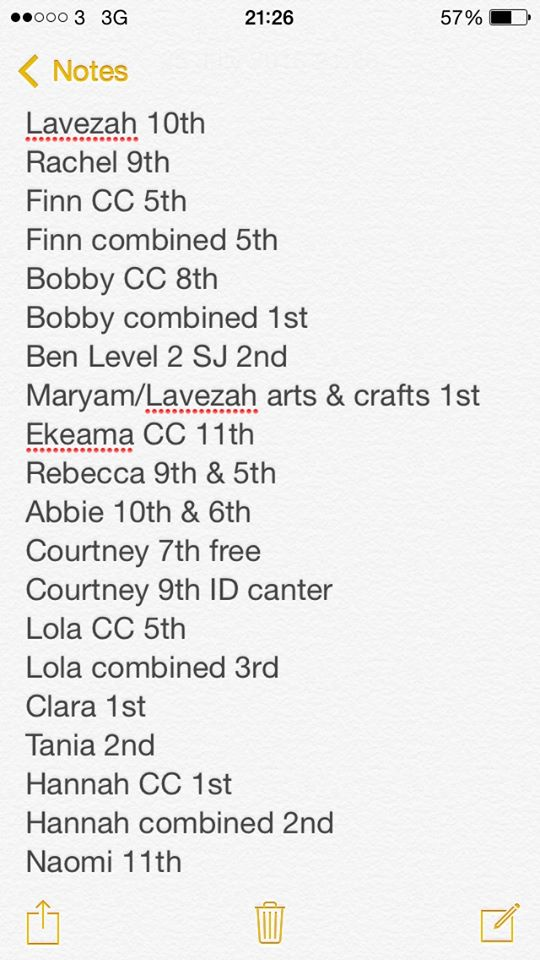 3 3G 21:26 57%
Notes
Lavezah 10th
Rachel 9th
Finn CC 5th
Finn combined 5th
Bobby CC 8th
Bobby combined 1st
Ben Level 2 SJ 2nd
Maryam/Lavezah arts & crafts 1st
Ekeama CC 11th
Rebecca 9th & 5th
Abbie 10th & 6th
Courtney 7th free
Courtney 9th ID canter
Lola CC 5th
Lola combined 3rd
Clara 1st
Tania 2nd
Hannah CC 1st
Hannah combined 2nd
Naomi 11th